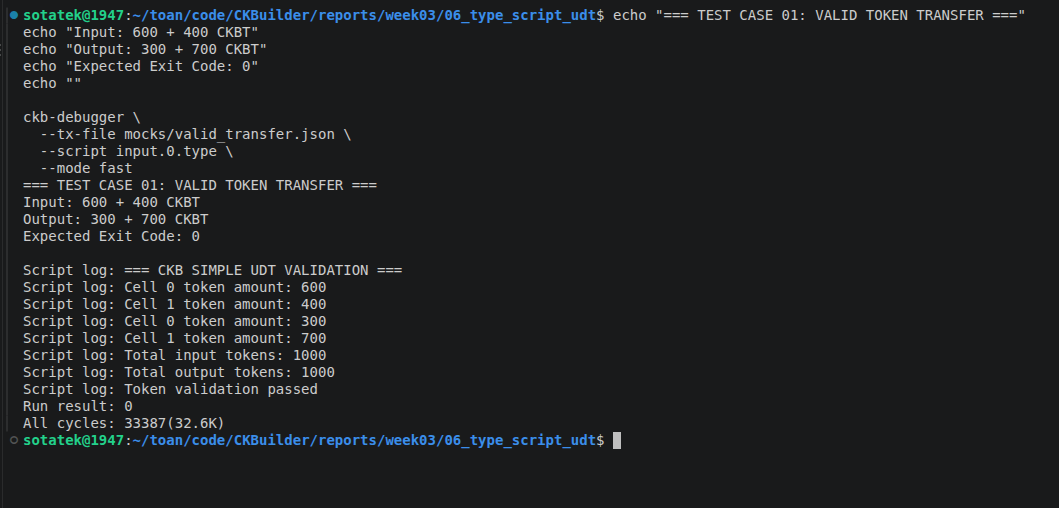 sotatek@1947:~/toan/code/CKBuilder/reports/week03/06_type_script_udt$ echo "=== TEST CASE 01: VALID TOKEN TRANSFER ==="
echo "Input: 600 + 400 CKBT"
echo "Output: 300 + 700 CKBT"
echo "Expected Exit Code: 0"
echo ""

ckb-debugger \
  --tx-file mocks/valid_transfer.json \
  --script input.0.type \
  --mode fast
=== TEST CASE 01: VALID TOKEN TRANSFER ===
Input: 600 + 400 CKBT
Output: 300 + 700 CKBT
Expected Exit Code: 0

Script log: === CKB SIMPLE UDT VALIDATION ===
Script log: Cell 0 token amount: 600
Script log: Cell 1 token amount: 400
Script log: Cell 0 token amount: 300
Script log: Cell 1 token amount: 700
Script log: Total input tokens: 1000
Script log: Total output tokens: 1000
Script log: Token validation passed
Run result: 0
All cycles: 33387(32.6K)
sotatek@1947:~/toan/code/CKBuilder/reports/week03/06_type_script_udt$